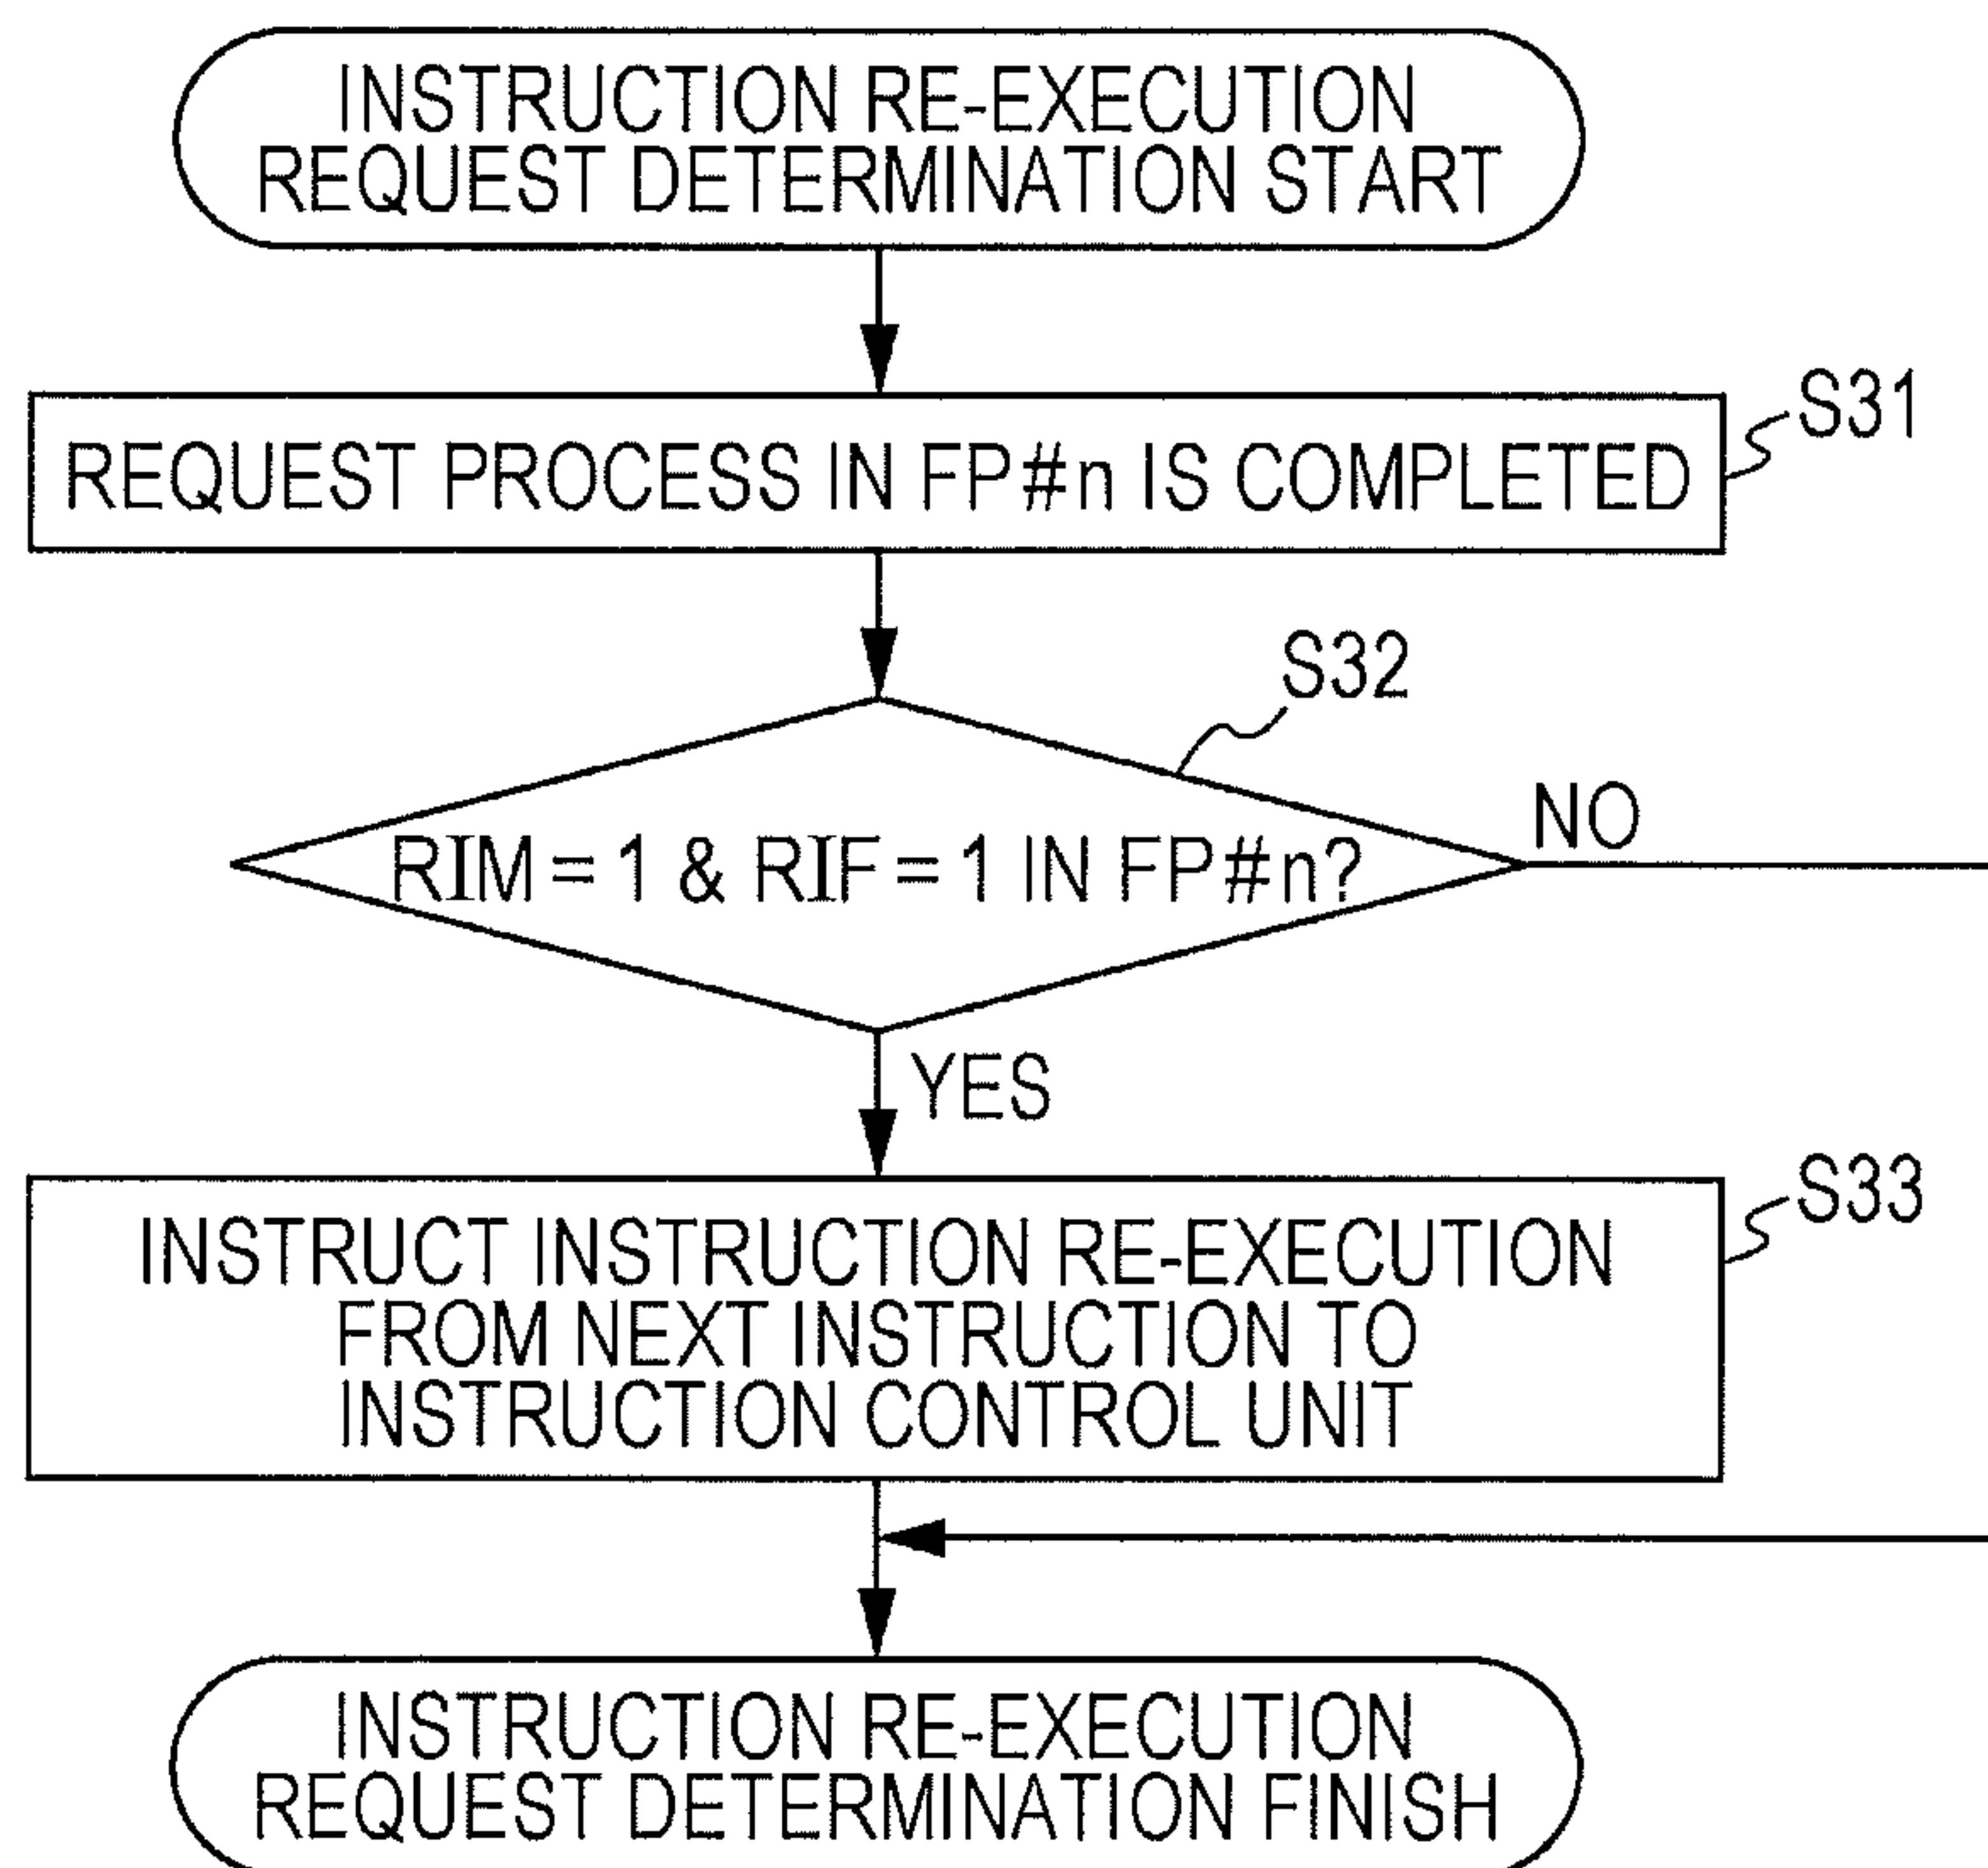 INSTRUCTION RE-EXECUTION
REQUEST DETERMINATION START
S31
REQUEST PROCESS IN FP#n IS COMPLETED
S32
NO
RIM = 1 & RIF = 1 IN FP#n?
YES
S33
INSTRUCT INSTRUCTION RE-EXECUTION
FROM NEXT INSTRUCTION TO
INSTRUCTION CONTROL UNIT
INSTRUCTION RE-EXECUTION
REQUEST DETERMINATION FINISH